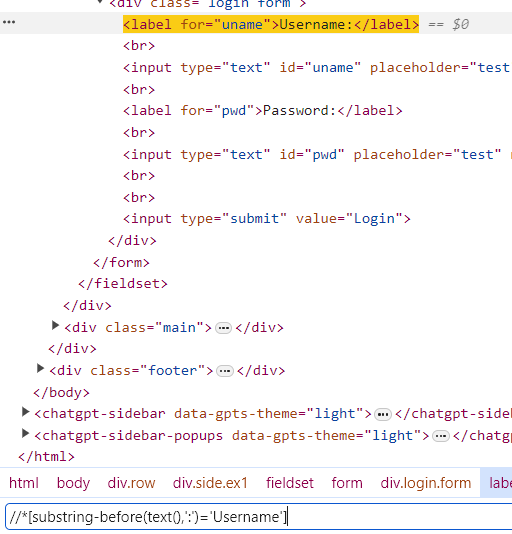 <div class="login form">
<label for="uname">Username:</label> == $0
<br>
<input type="text" id="uname" placeholder="test
<br>
<label for="pwd">Password:</label>
<br>
<input type="text" id="pwd" placeholder="test"
<br>
<br>
<input type="submit" value="Login">
</div>
</form>
</fieldset>
</div>
<div class="main"> </div>
</div>
<div class="footer"> </div>
</body>
<chatgpt-sidebar data-gpts-theme="light"> </chatgpt-sideb
<chatgpt-sidebar-popups data-gpts-theme="light"> </chatg
</html>
html body div.row div.side.ex1 fieldset form div.login.form labe
//*[substring-before(text(),':')='Username']